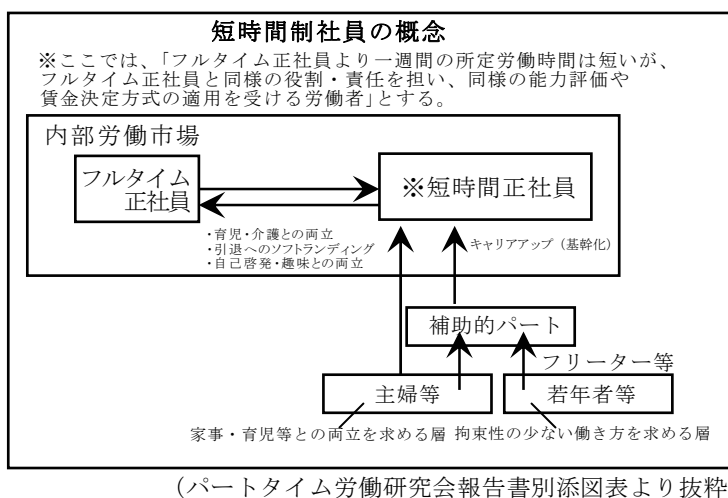 短時間制社員の概念
※ここでは、「フルタイム正社員より一週間の所定労働時間は短いが、
フルタイム正社員と同様の役割・責任を担い、同様の能力評価や
賃金決定方式の適用を受ける労働者」とする。
内部労働市場
フルタイム
正社員
※短時間正社員
・育児・介護との両立
・引退へのソフトランディング
・自己啓発・趣味との両立
キャリアアップ（基幹化）
補助的パート
フリーター等
主婦等
若年者等
家事・育児等との両立を求める層
拘束性の少ない働き方を求める層
（パートタイム労働研究会報告書別添図表より抜粋